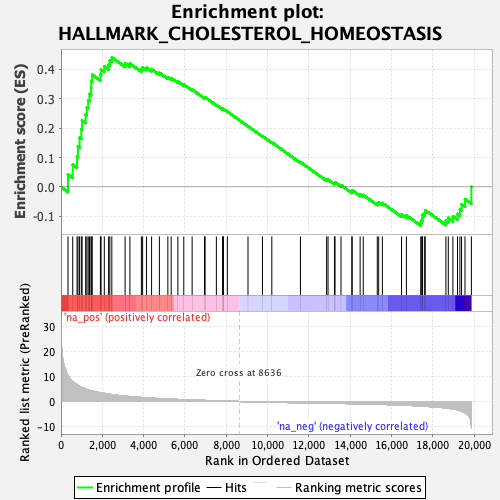 Enrichment plot:
HALLMARK_CHOLESTEROL_HOMEOSTASIS
Enrichment score (ES)
0.4
0.3
0.2
0.1
0.0
-0.1
'na_pos' (positively correlated)
Ranked list metric (PreRanked)
30
20
10
0
-10
Zero cross at 8636
'na_neg' (negatively correlated)
0
2,000
4,000
6,000
8,000
10,000
12,000
14,000
16,000
18,000
20,000
Rank in Ordered Dataset
Enrichment profile
Hits
Ranking metric scores